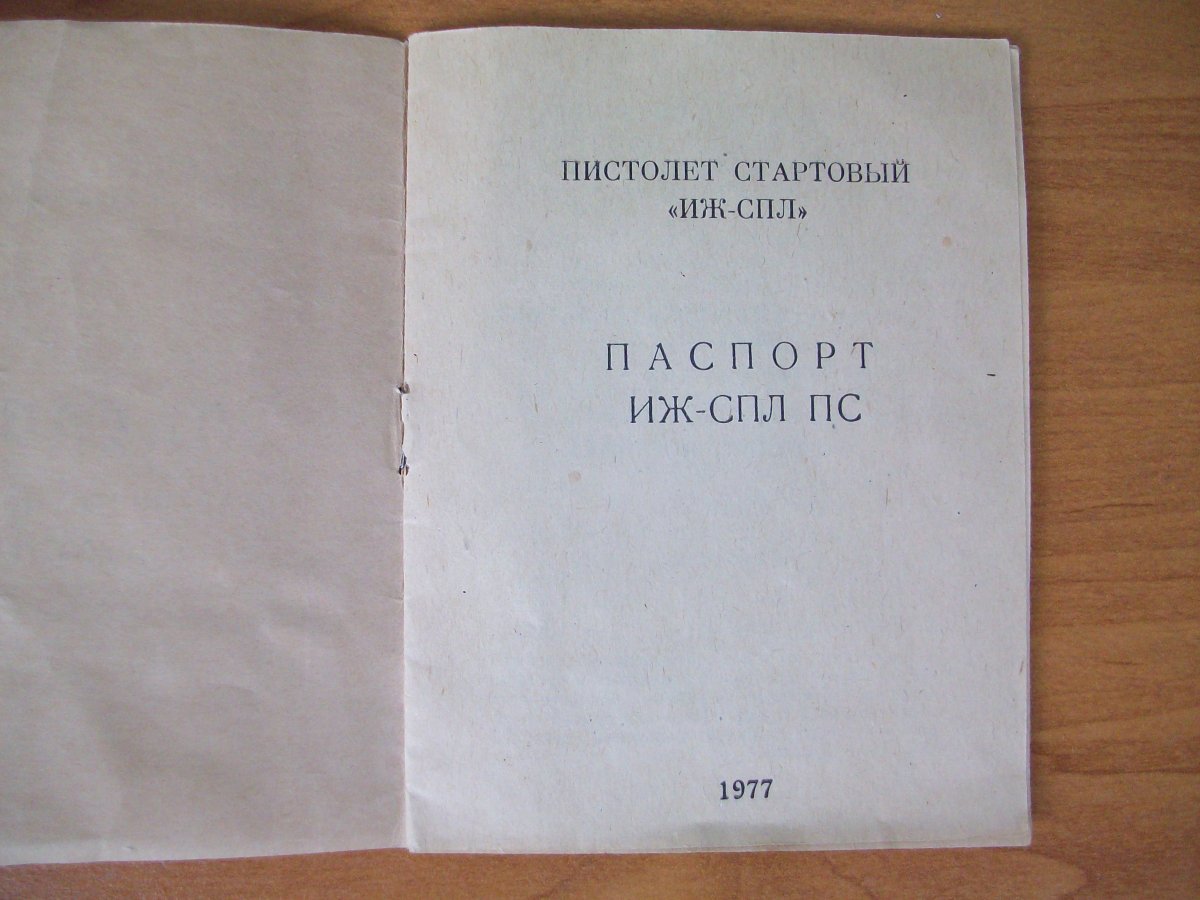 ПИСТОЛЕТ СТАРТОВЫЙ
«ИЖ-СПЛ»
ПАСПОРТ
ИЖ-СПЛ ПС
1977